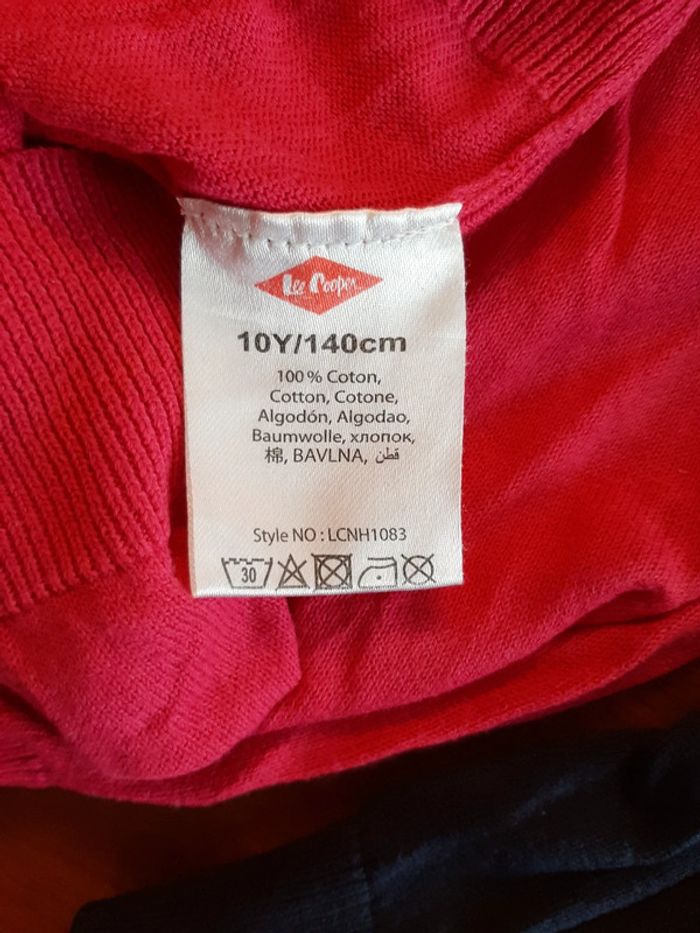 Lee Cooper
10Y/140cm
100% Coton,
Cotton, Cotone,
Algodón, Algodao,
Baumwolle, хлопок,
棉, BAVLNA, قطن
Style NO : LCNH1083
30